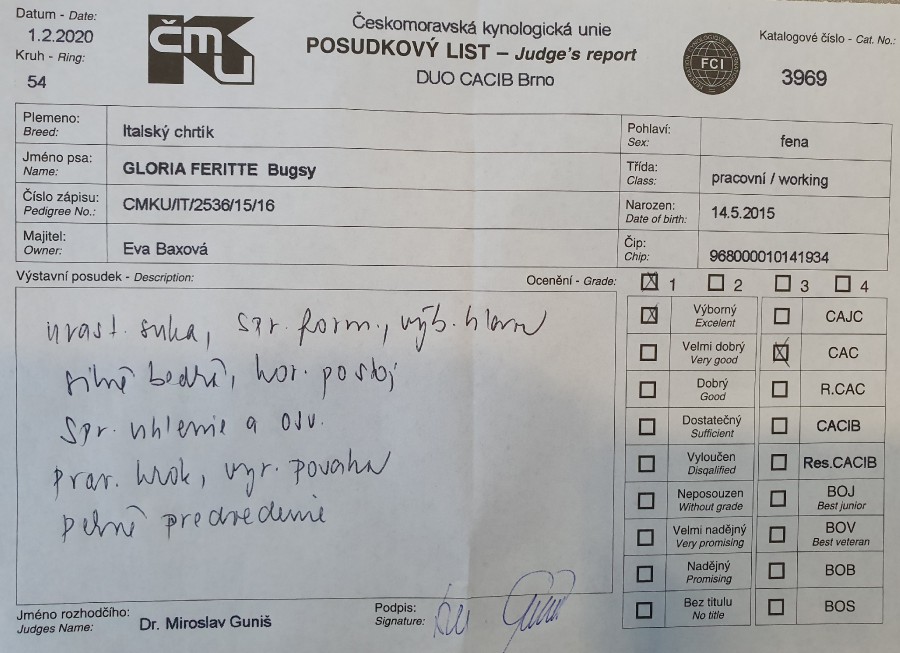 Datum - Date:
1.2.2020
Kruh - Ring:
54
čmku
Českomoravská kynologická unie
POSUDKOVÝ LIST – Judge's report
DUO CACIB Brno
FCI
Katalogové číslo - Cat. No.:
3969
Plemeno:
Breed:
Italský chrtík
Pohlaví:
Sex:
fena
Jméno psa:
Name:
GLORIA FERITTE Bugsy
Třída:
Class:
pracovní / working
Číslo zápisu:
Pedigree No.:
CMKU/IT/2536/15/16
Narozen:
Date of birth:
14.5.2015
Majitel:
Owner:
Eva Baxová
Čip:
Chip:
968000010141934
Výstavní posudek - Description:
Ocenění - Grade:
1 2 3 4
vrast. suka, spr. form., výb. hlava
silné bedrá, hor. postoj
spr. uhlenie a osv.
prav. krok, vyr. povaha
pekné predvedenie
Výborný
Excelent
CAJC
Velmi dobrý
Very good
CAC
Dobrý
Good
R.CAC
Dostatečný
Sufficient
CACIB
Vyloučen
Disqalified
Res.CACIB
Neposouzen
Without grade
BOJ
Best junior
Velmi nadějný
Very promising
BOV
Best veteran
Nadějný
Promising
BOB
Bez titulu
No title
BOS
Jméno rozhodčího:
Judges Name:
Dr. Miroslav Guniš
Podpis:
Signature: